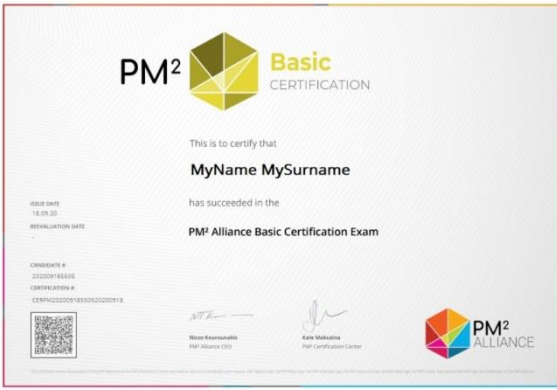 PM² Basic
CERTIFICATION
This is to certify that
MyName MySurname
ISSUE DATE
18.09.20
has succeeded in the
REEVALUATION DATE
-
PM² Alliance Basic Certification Exam
CANDIDATE #:
202009185505
CERTIFICATION #:
Nicos Kourounakis
PM² Alliance CEO
Kate Makueina
PM² Certification Center
PM²
ALLIANCE